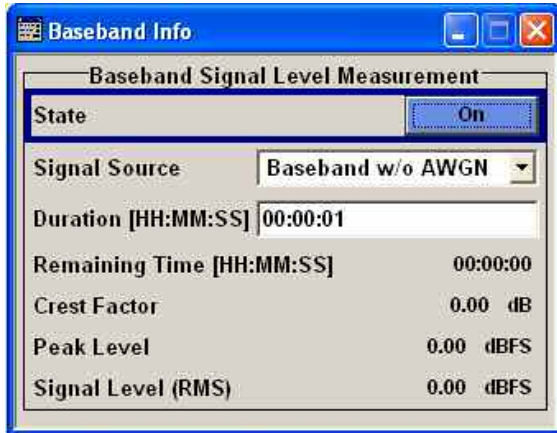 Baseband Info
Baseband Signal Level Measurement
State On
Signal Source Baseband w/o AWGN
Duration [HH:MM:SS] 00:00:01
Remaining Time [HH:MM:SS] 00:00:00
Crest Factor 0.00 dB
Peak Level 0.00 dBFS
Signal Level (RMS) 0.00 dBFS